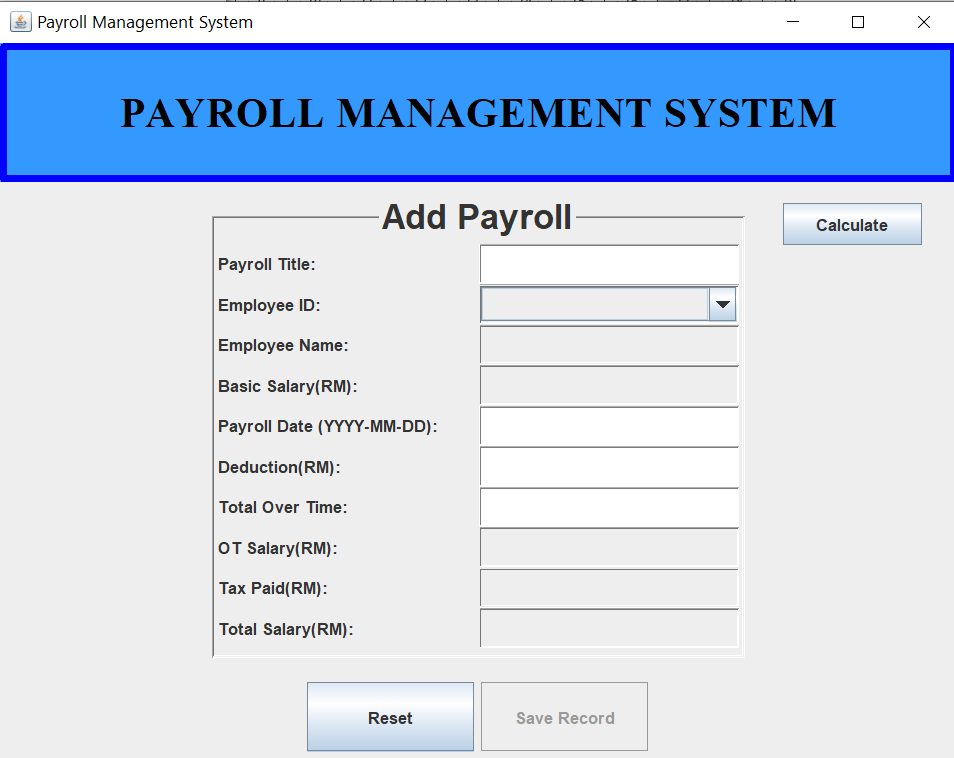 Payroll Management System
PAYROLL MANAGEMENT SYSTEM
Add Payroll
Calculate
Payroll Title:
Employee ID:
Employee Name:
Basic Salary(RM):
Payroll Date (YYYY-MM-DD):
Deduction(RM):
Total Over Time:
OT Salary(RM):
Tax Paid(RM):
Total Salary(RM):
Reset
Save Record